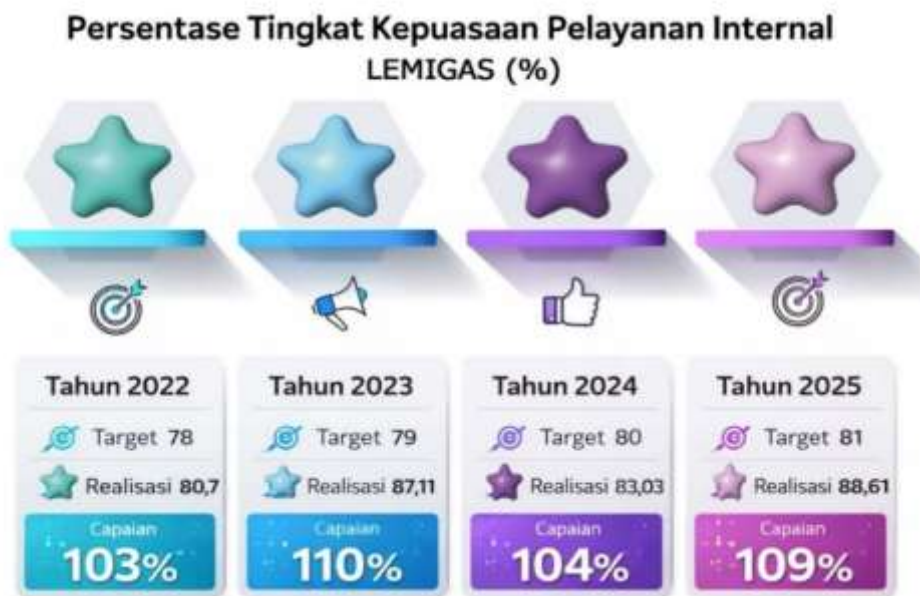 Persentase Tingkat Kepuasaan Pelayanan Internal
LEMIGAS (%)
Tahun 2022
Target 78
Realisasi 80,7
Capaian
103%
Tahun 2023
Target 79
Realisasi 87,11
Capaian
110%
Tahun 2024
Target 80
Realisasi 83,03
Capaian
104%
Tahun 2025
Target 81
Realisasi 88,61
Capaian
109%